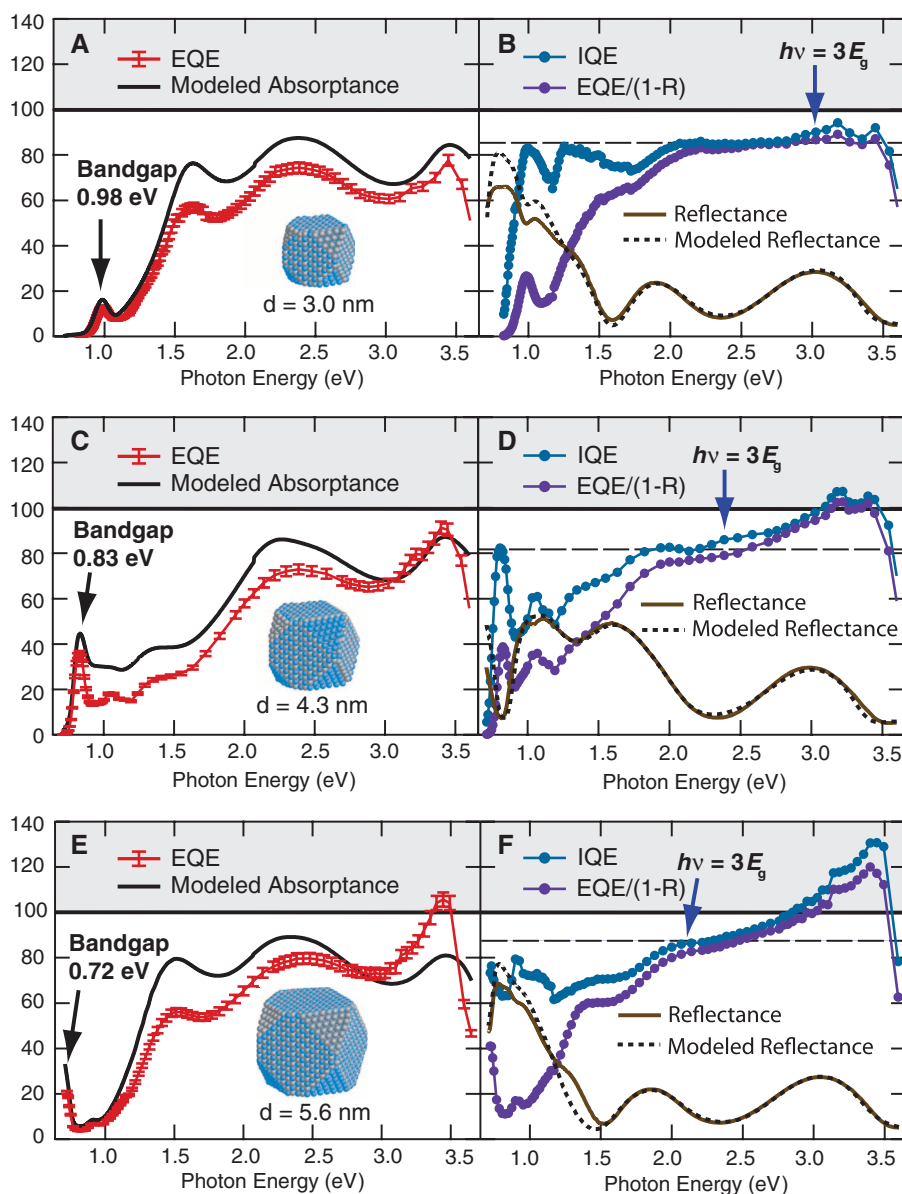 A
EQE
Modeled Absorptance
Bandgap
0.98 eV
d = 3.0 nm
140
120
100
80
60
40
20
0
1.0 1.5 2.0 2.5 3.0 3.5
Photon Energy (eV)
B
IQE
EQE/(1-R)
hν = 3Eg
Reflectance
Modeled Reflectance
1.0 1.5 2.0 2.5 3.0 3.5
Photon Energy (eV)
C
EQE
Modeled Absorptance
Bandgap
0.83 eV
d = 4.3 nm
140
120
100
80
60
40
20
0
1.0 1.5 2.0 2.5 3.0 3.5
Photon Energy (eV)
D
IQE
EQE/(1-R)
hν = 3Eg
Reflectance
Modeled Reflectance
1.0 1.5 2.0 2.5 3.0 3.5
Photon Energy (eV)
E
EQE
Modeled Absorptance
Bandgap
0.72 eV
d = 5.6 nm
140
120
100
80
60
40
20
0
1.0 1.5 2.0 2.5 3.0 3.5
Photon Energy (eV)
F
IQE
EQE/(1-R)
hν = 3Eg
Reflectance
Modeled Reflectance
1.0 1.5 2.0 2.5 3.0 3.5
Photon Energy (eV)